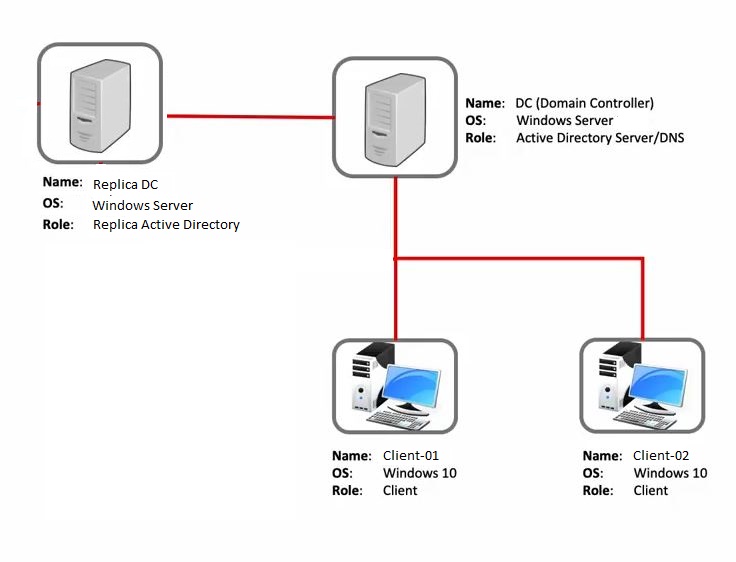 Name: DC (Domain Controller)
OS: Windows Server
Role: Active Directory Server/DNS
Name: Replica DC
OS: Windows Server
Role: Replica Active Directory
Name: Client-01
OS: Windows 10
Role: Client
Name: Client-02
OS: Windows 10
Role: Client